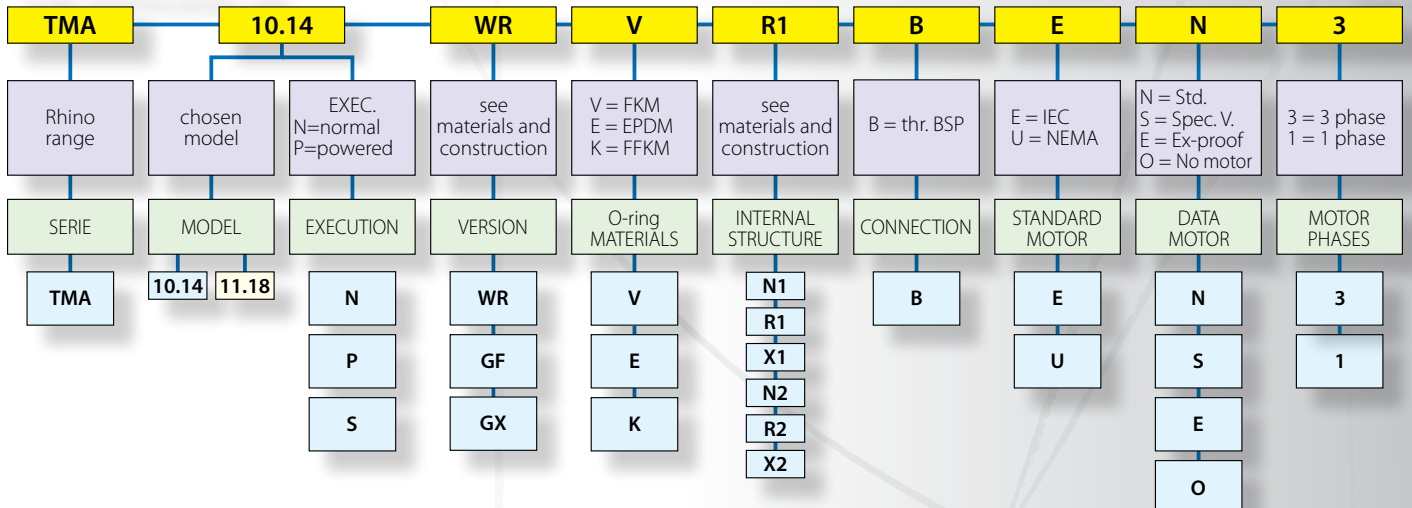 TMA 10.14 WR V R1 B E N 3
Rhino
range
chosen
model
EXEC.
N=normal
P=powered
see
materials and
construction
V = FKM
E = EPDM
K = FFKM
see
materials and
construction
B = thr. BSP
E = IEC
U = NEMA
N = Std.
S = Spec. V.
E = Ex-proof
O = No motor
3 = 3 phase
1 = 1 phase
SERIE
MODEL
EXECUTION
VERSION
O-ring
MATERIALS
INTERNAL
STRUCTURE
CONNECTION
STANDARD
MOTOR
DATA
MOTOR
MOTOR
PHASES
TMA
10.14 11.18
N
P
S
WR
GF
GX
V
E
K
N1
R1
X1
N2
R2
X2
B
E
U
N
S
E
O
3
1